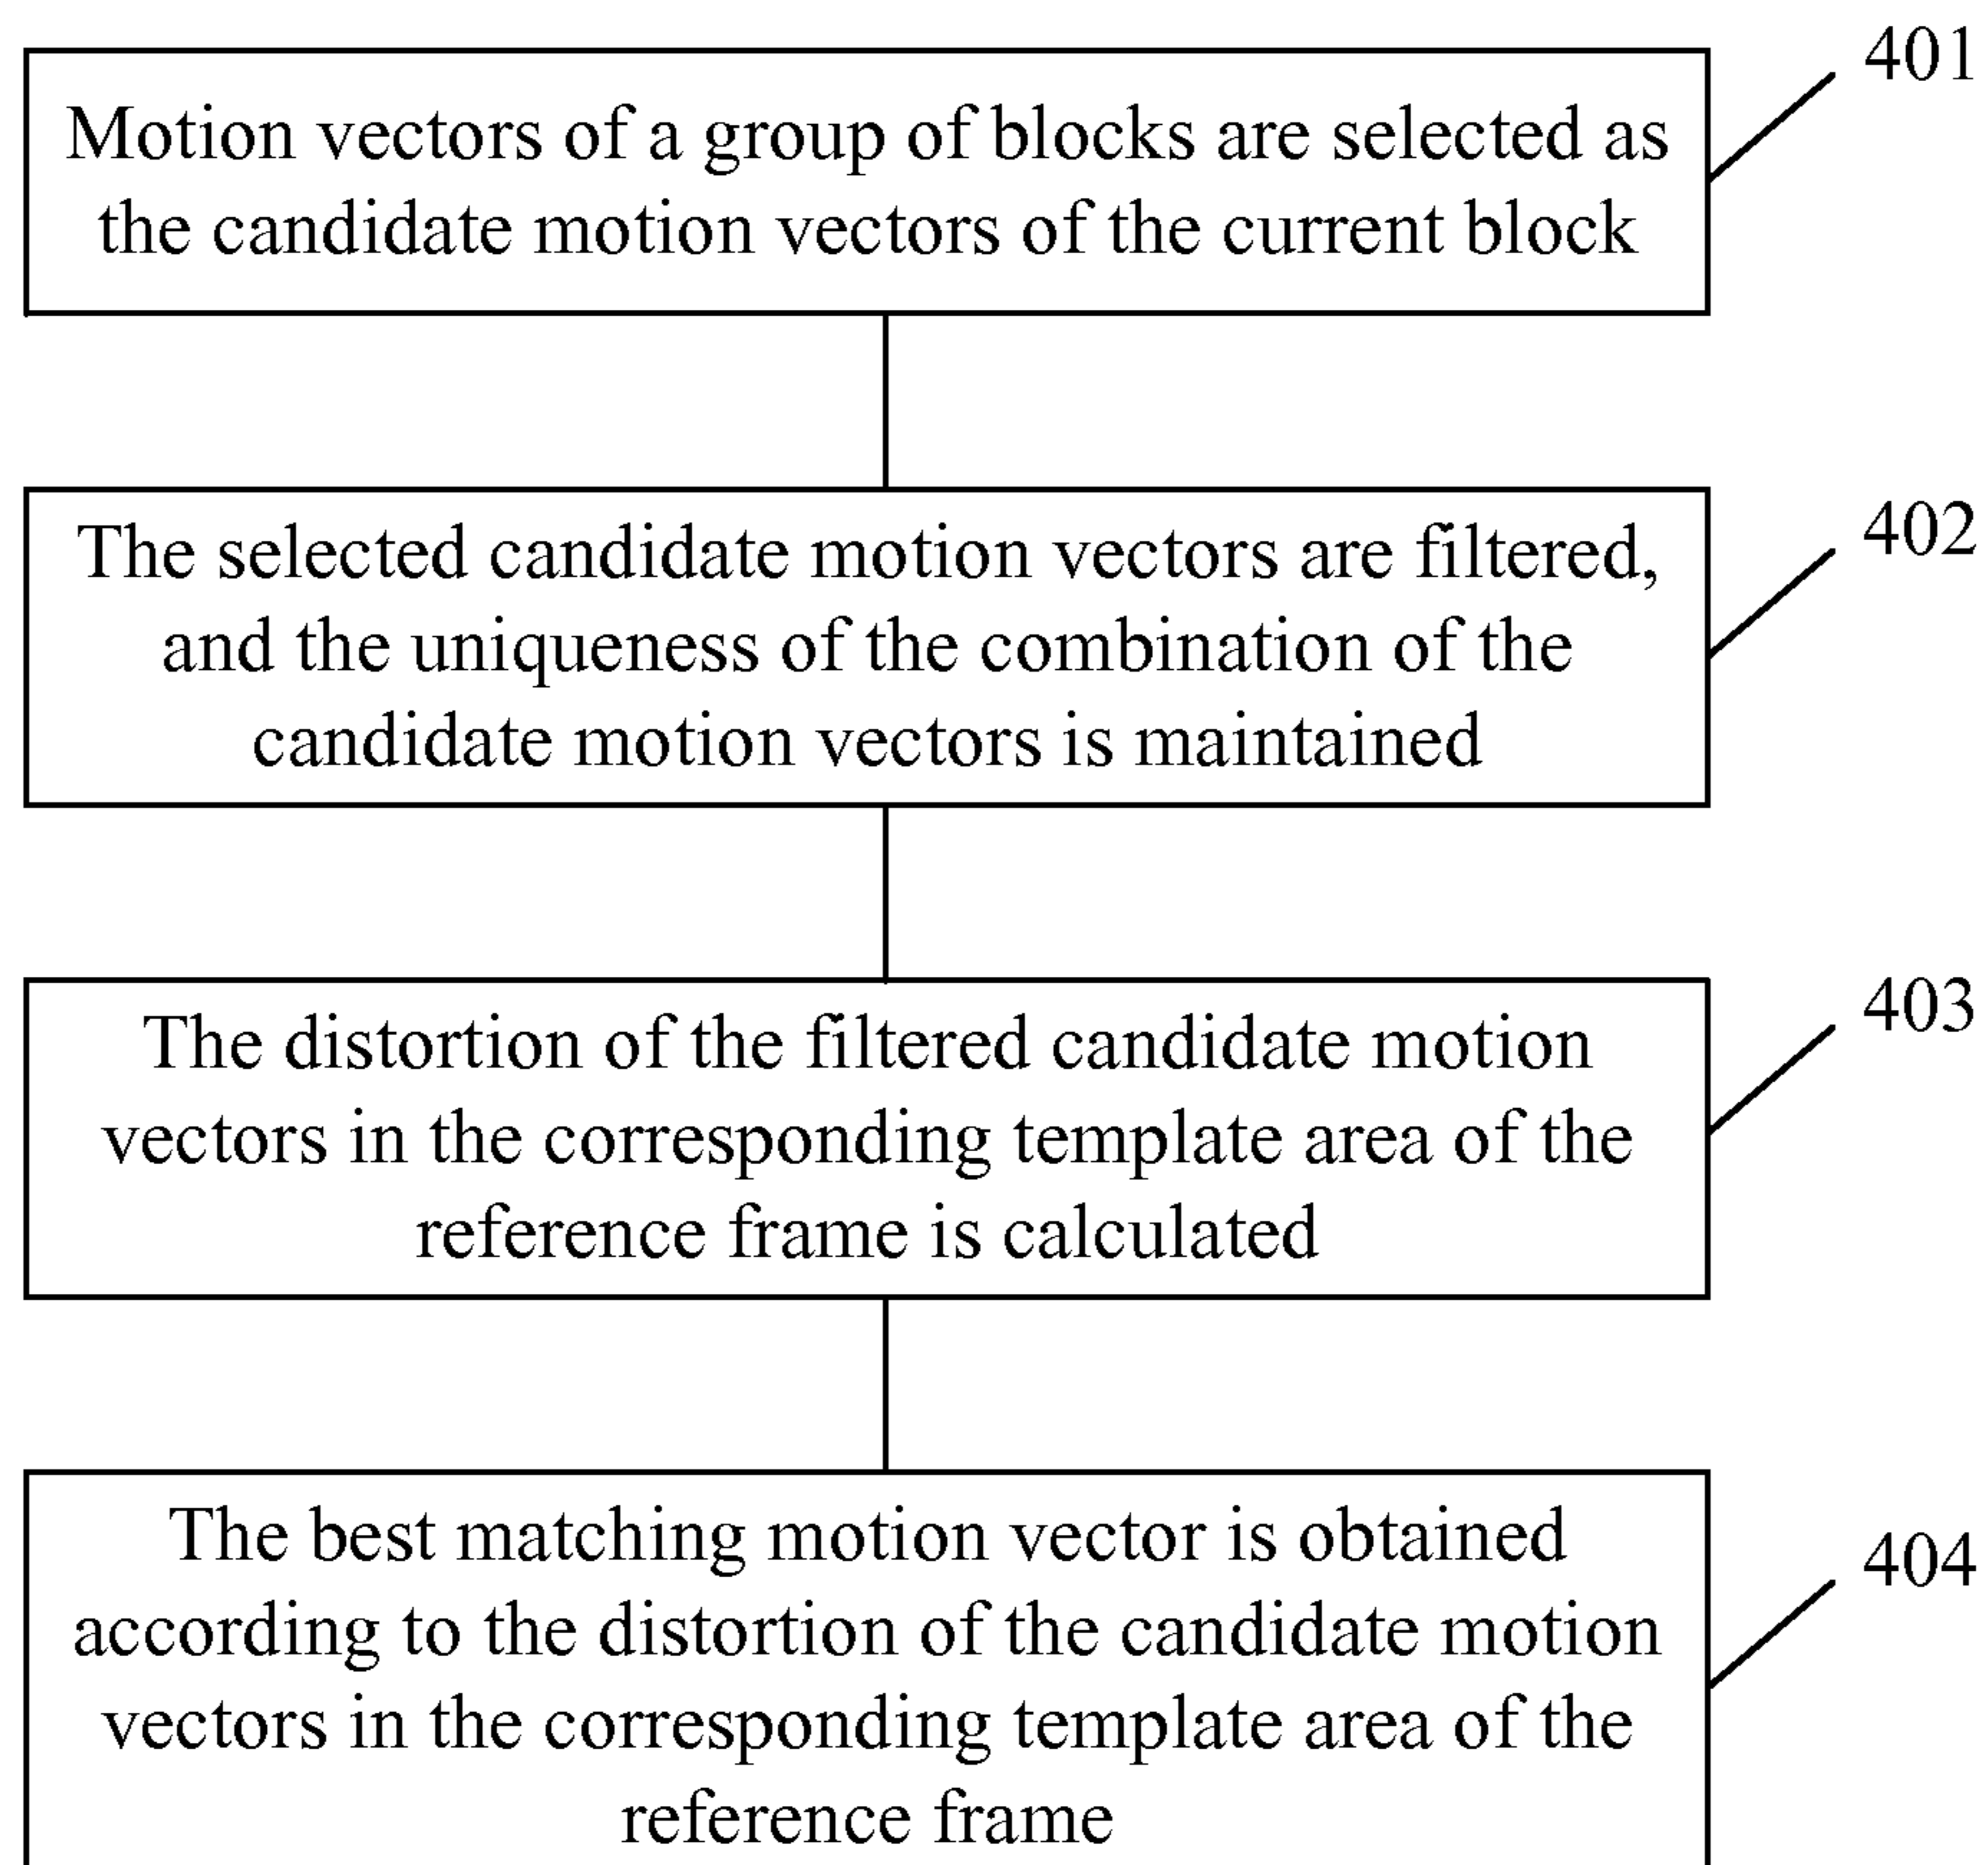 401
Motion vectors of a group of blocks are selected as
the candidate motion vectors of the current block
402
The selected candidate motion vectors are filtered,
and the uniqueness of the combination of the
candidate motion vectors is maintained
403
The distortion of the filtered candidate motion
vectors in the corresponding template area of the
reference frame is calculated
404
The best matching motion vector is obtained
according to the distortion of the candidate motion
vectors in the corresponding template area of the
reference frame